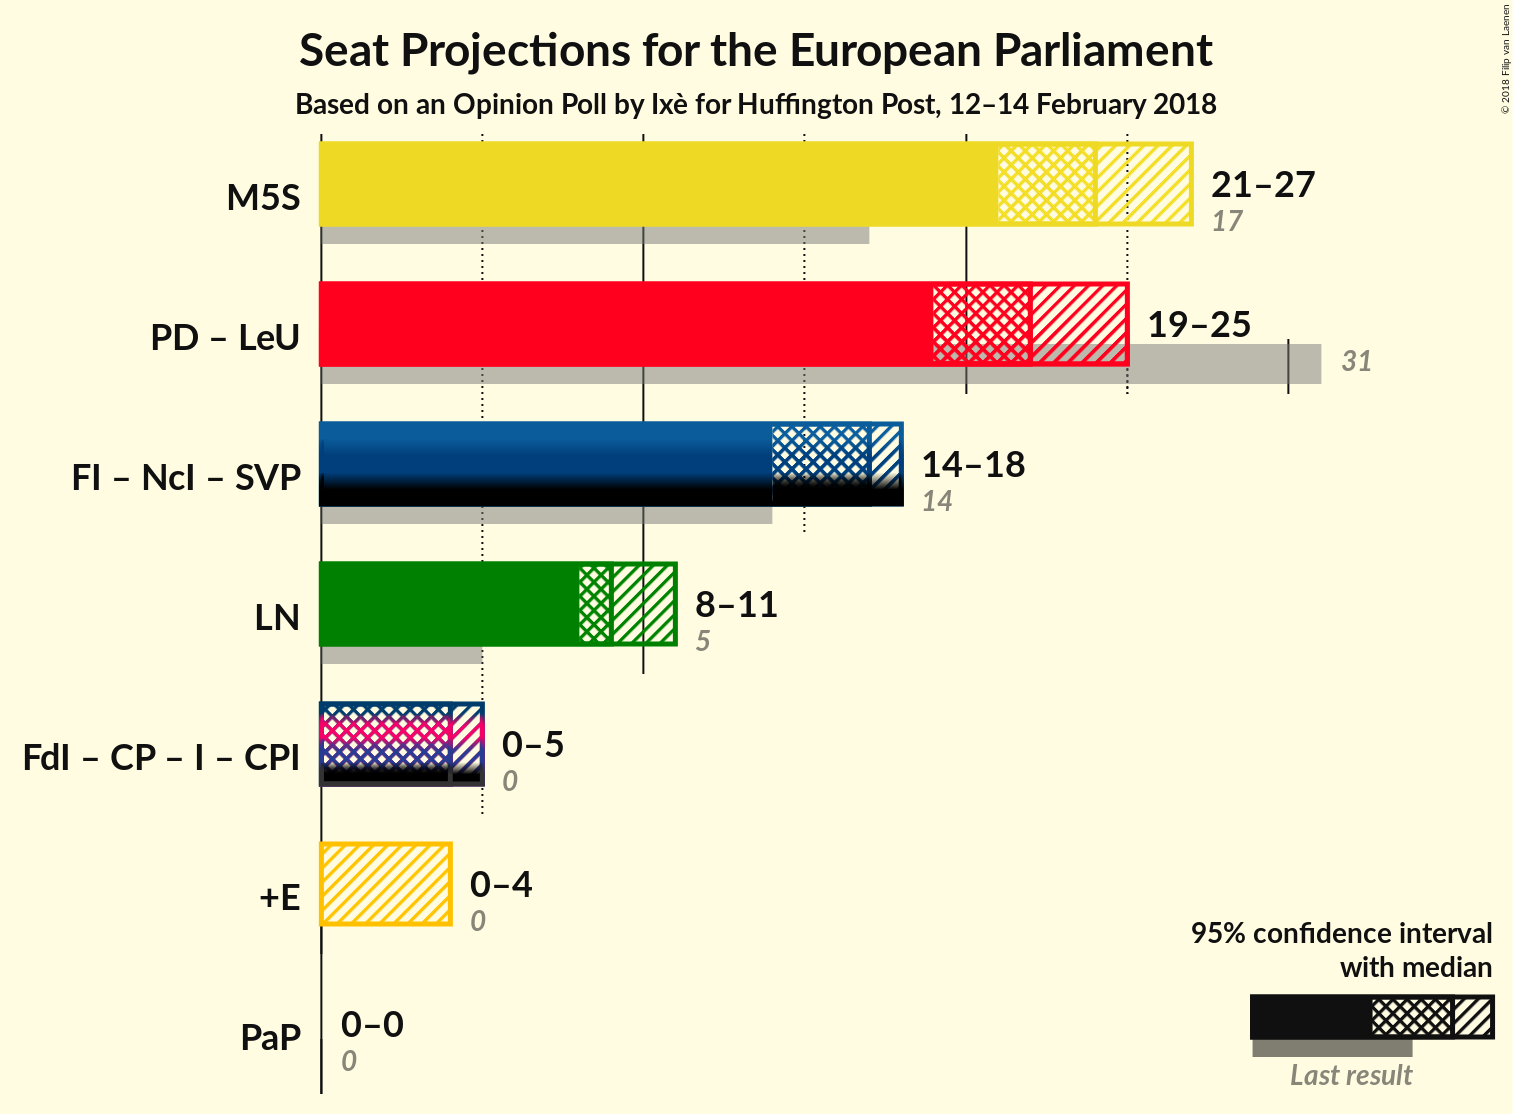 Seat Projections for the European Parliament
Based on an Opinion Poll by Ixè for Huffington Post, 12–14 February 2018
© 2018 Filip van Laenen
M5S
21–27
17
PD – LeU
19–25
31
FI – NcI – SVP
14–18
14
LN
8–11
5
FdI – CP – I – CPI
0–5
0
+E
0–4
0
PaP
0–0
0
95% confidence interval
with median
Last result